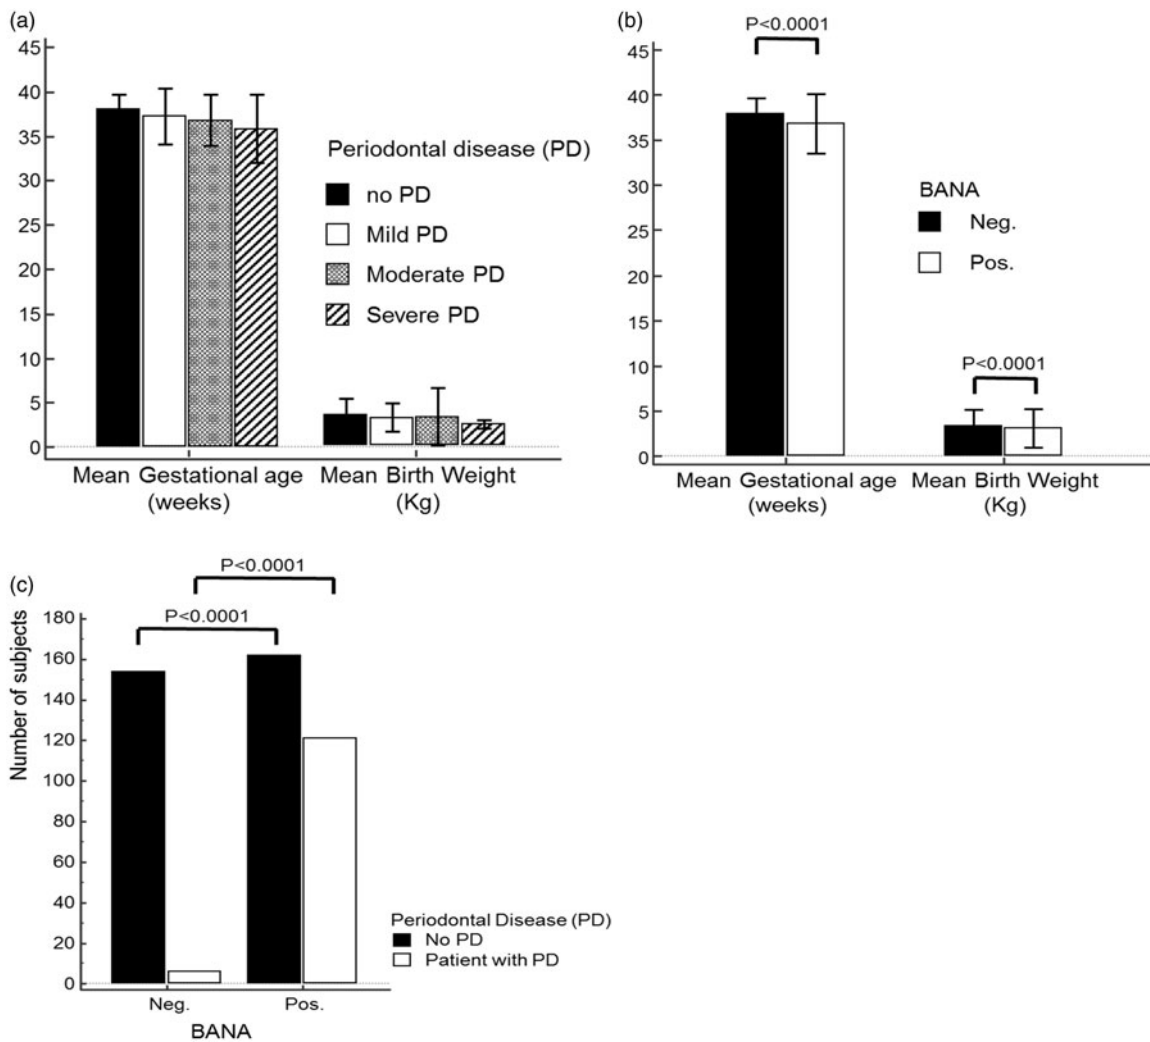 (a)
45
40
35
30
25
20
15
10
5
0
Periodontal disease (PD)
no PD
Mild PD
Moderate PD
Severe PD
Mean Gestational age
(weeks)
Mean Birth Weight
(Kg)
(b)
P<0.0001
45
40
35
30
25
20
15
10
5
0
BANA
Neg.
Pos.
P<0.0001
Mean Gestational age
(weeks)
Mean Birth Weight
(Kg)
(c)
P<0.0001
P<0.0001
Number of subjects
180
160
140
120
100
80
60
40
20
0
Neg.
Pos.
BANA
Periodontal Disease (PD)
No PD
Patient with PD